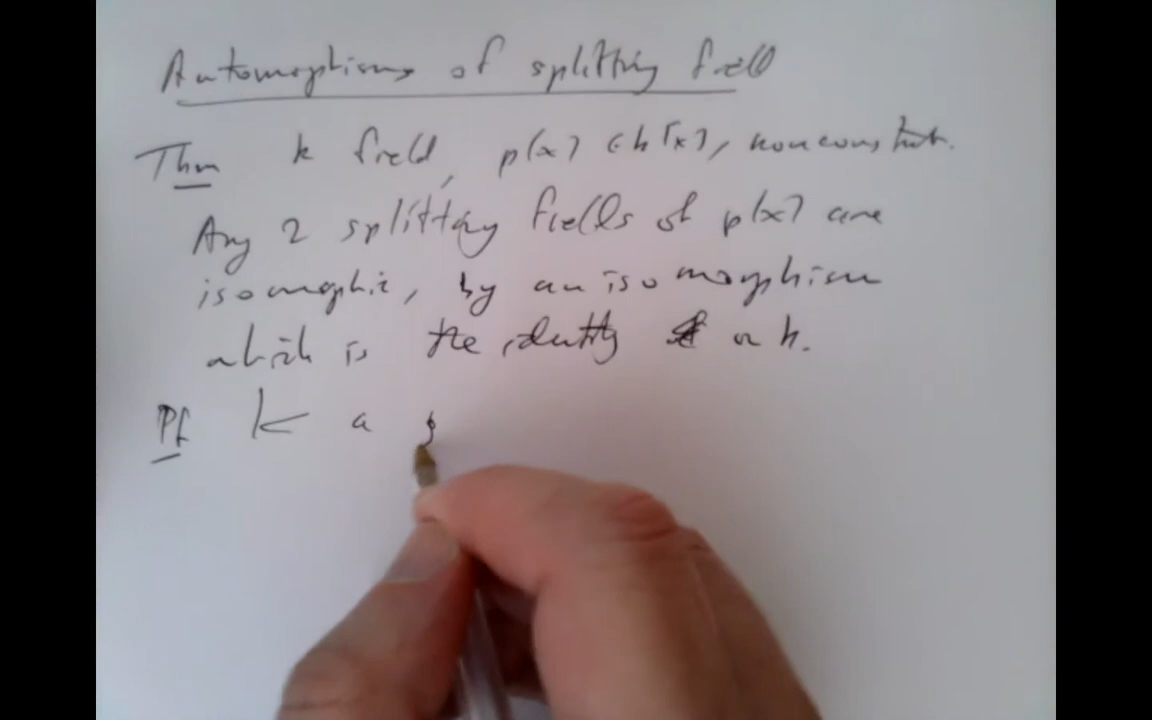 Automorphisms of splitting field
Thm k field, p(x) ∈ k[x], nonconstant.
Any 2 splitting fields of p(x) are
isomorphic, by an isomorphism
which is the identity on k.
Pf K a s